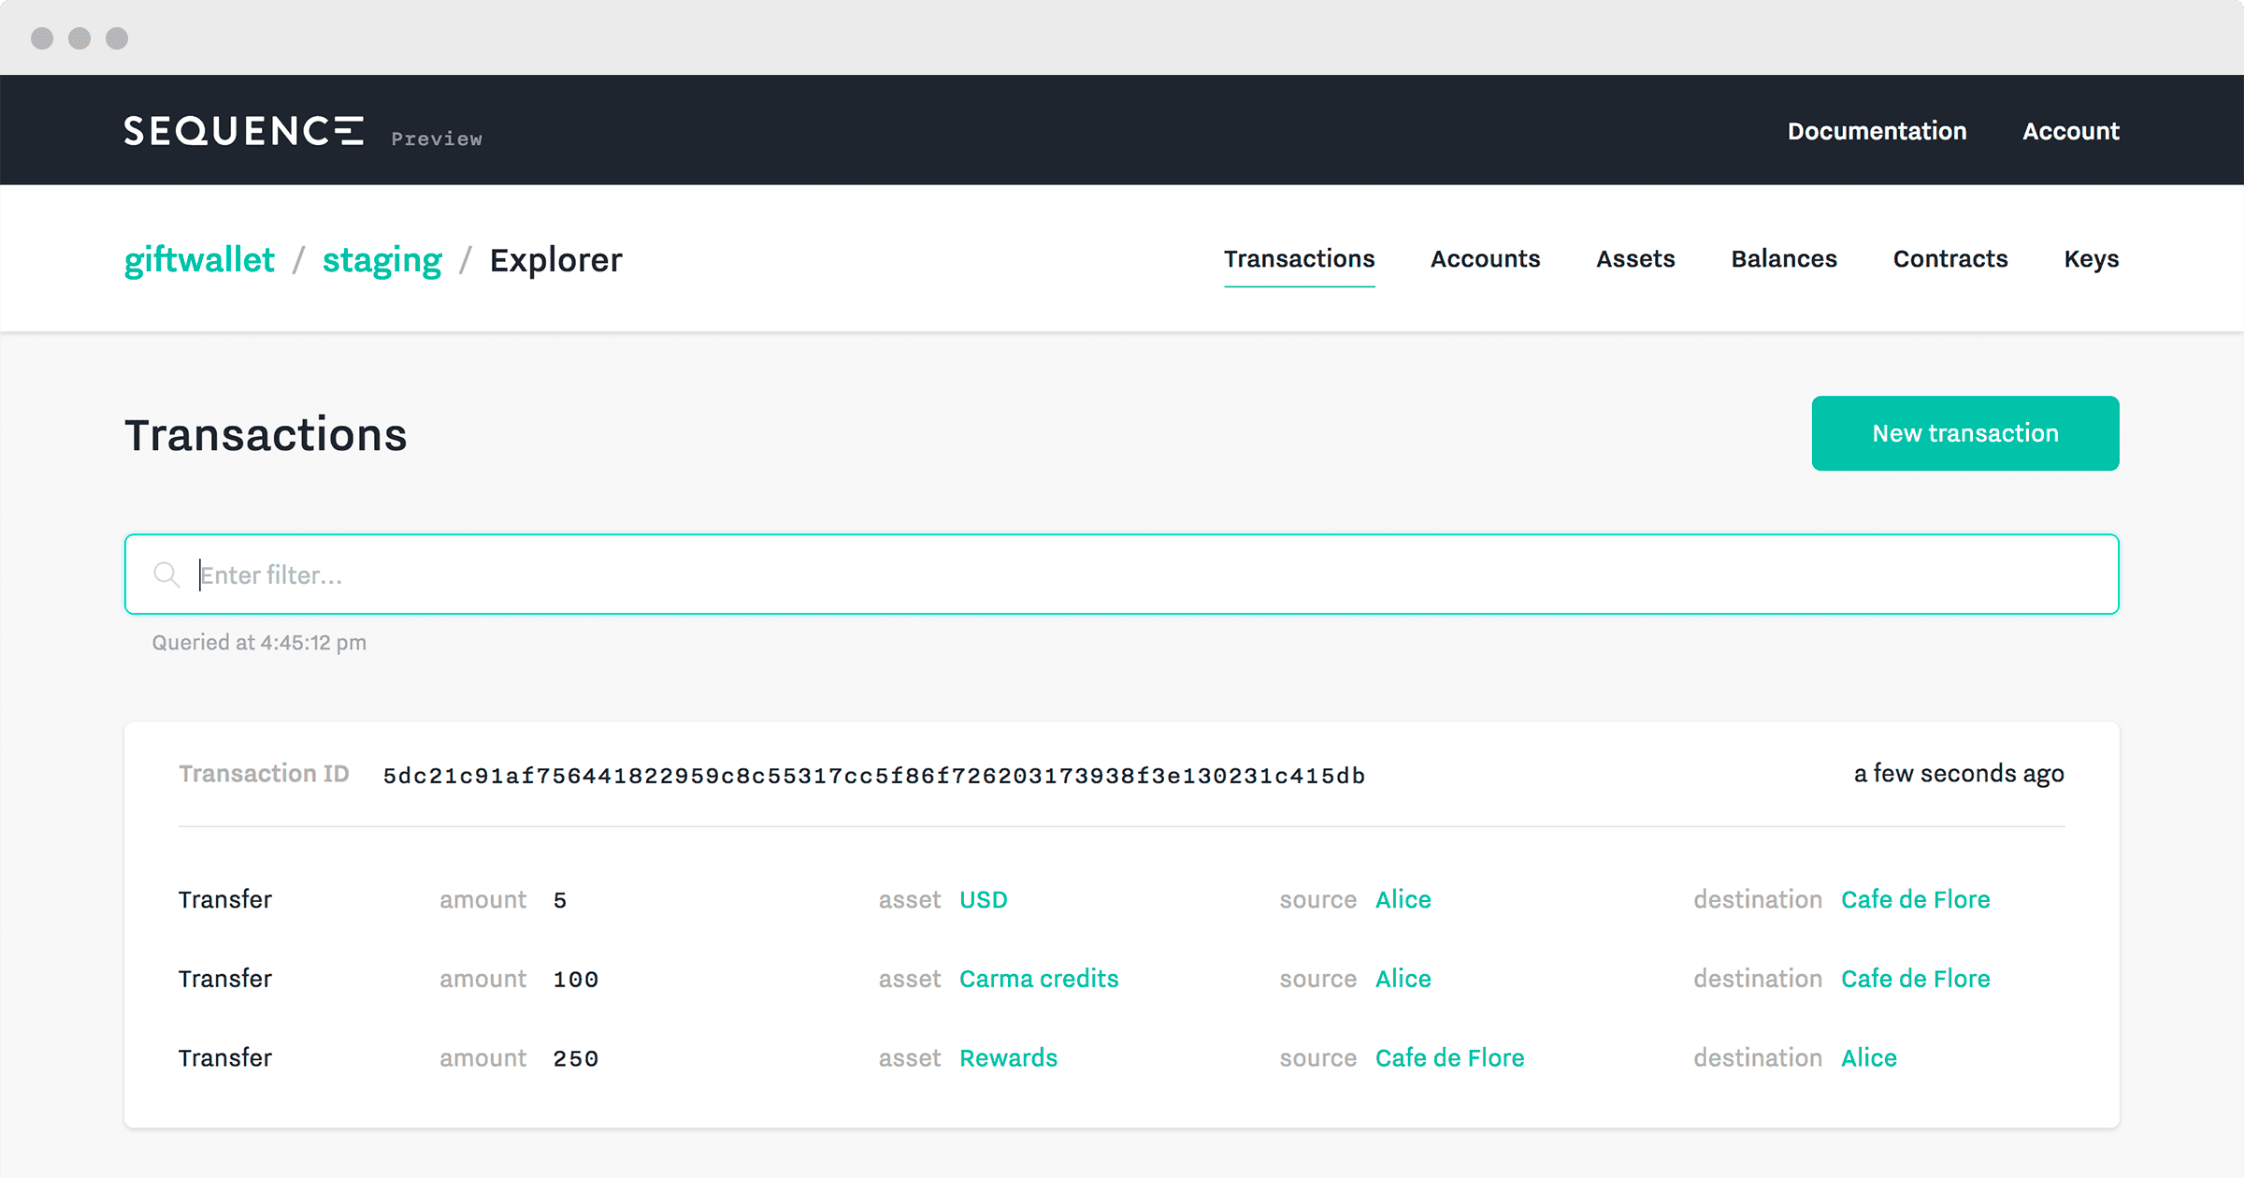 SEQUENCE Preview Documentation Account
giftwallet / staging / Explorer Transactions Accounts Assets Balances Contracts Keys
Transactions New transaction
Enter filter...
Queried at 4:45:12 pm
Transaction ID 5dc21c91af756441822959c8c55317cc5f86f726203173938f3e130231c415db a few seconds ago
Transfer amount 5 asset USD source Alice destination Cafe de Flore
Transfer amount 100 asset Carma credits source Alice destination Cafe de Flore
Transfer amount 250 asset Rewards source Cafe de Flore destination Alice